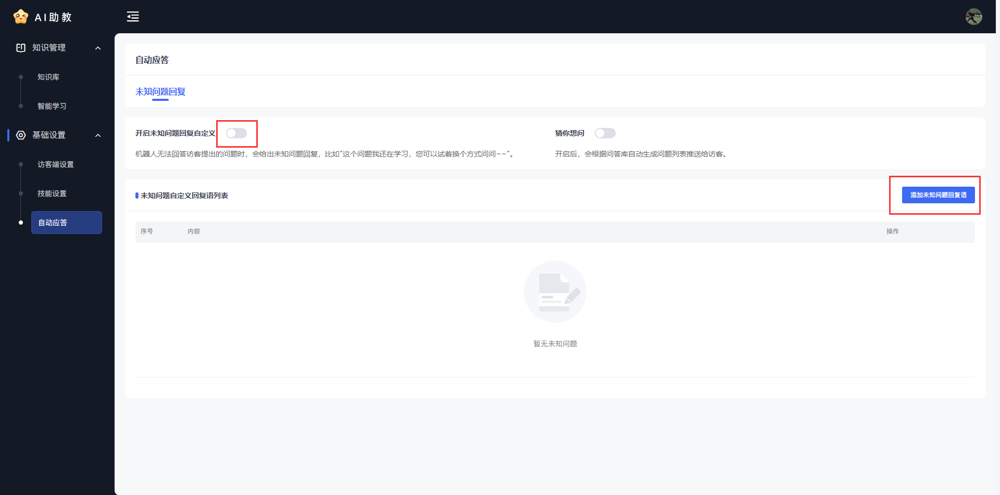 AI助教
知识管理
知识库
智能学习
基础设置
访客端设置
技能设置
自动应答
自动应答
未知问题回复
开启未知问题回复自定义
机器人无法回答访客提出的问题时，会给出未知问题回复，比如"这个问题我还在学习，您可以试着换个方式问问~~"。
猜你想问
开启后，会根据问答库自动生成问题列表推送给访客。
未知问题自定义回复语列表
添加未知问题回复语
序号 内容 操作
暂无未知问题